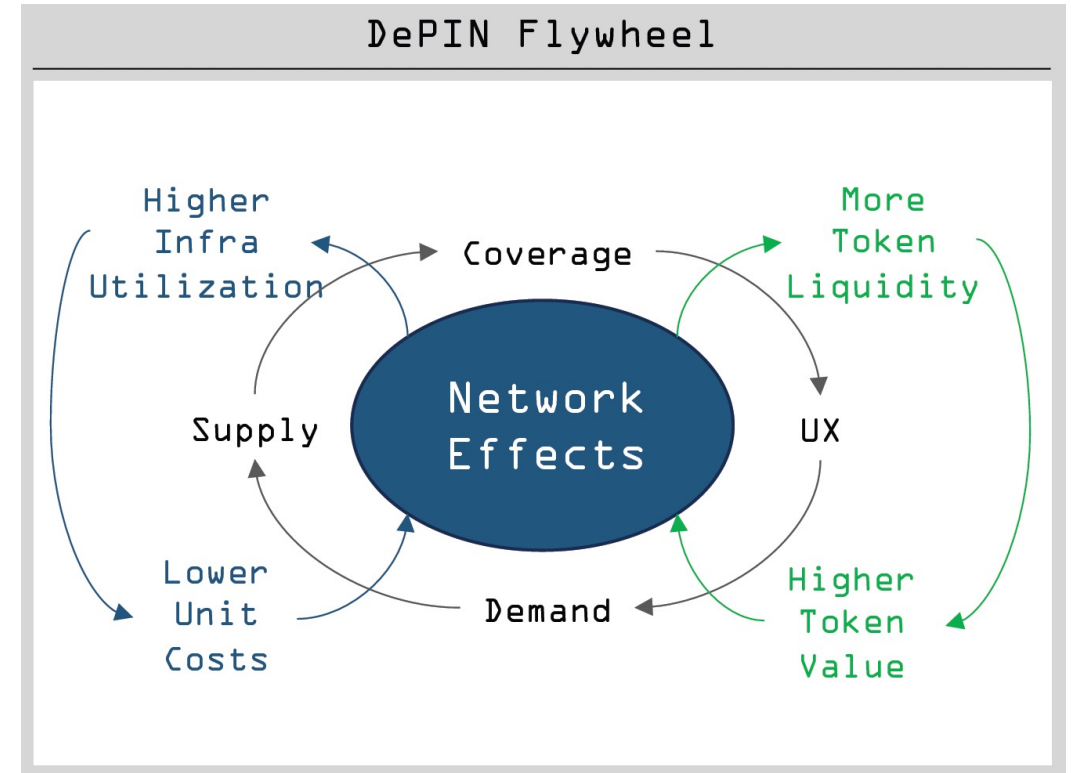 DePIN Flywheel
Higher
Infra
Utilization
Coverage
More
Token
Liquidity
Supply
Network
Effects
UX
Lower
Unit
Costs
Demand
Higher
Token
Value